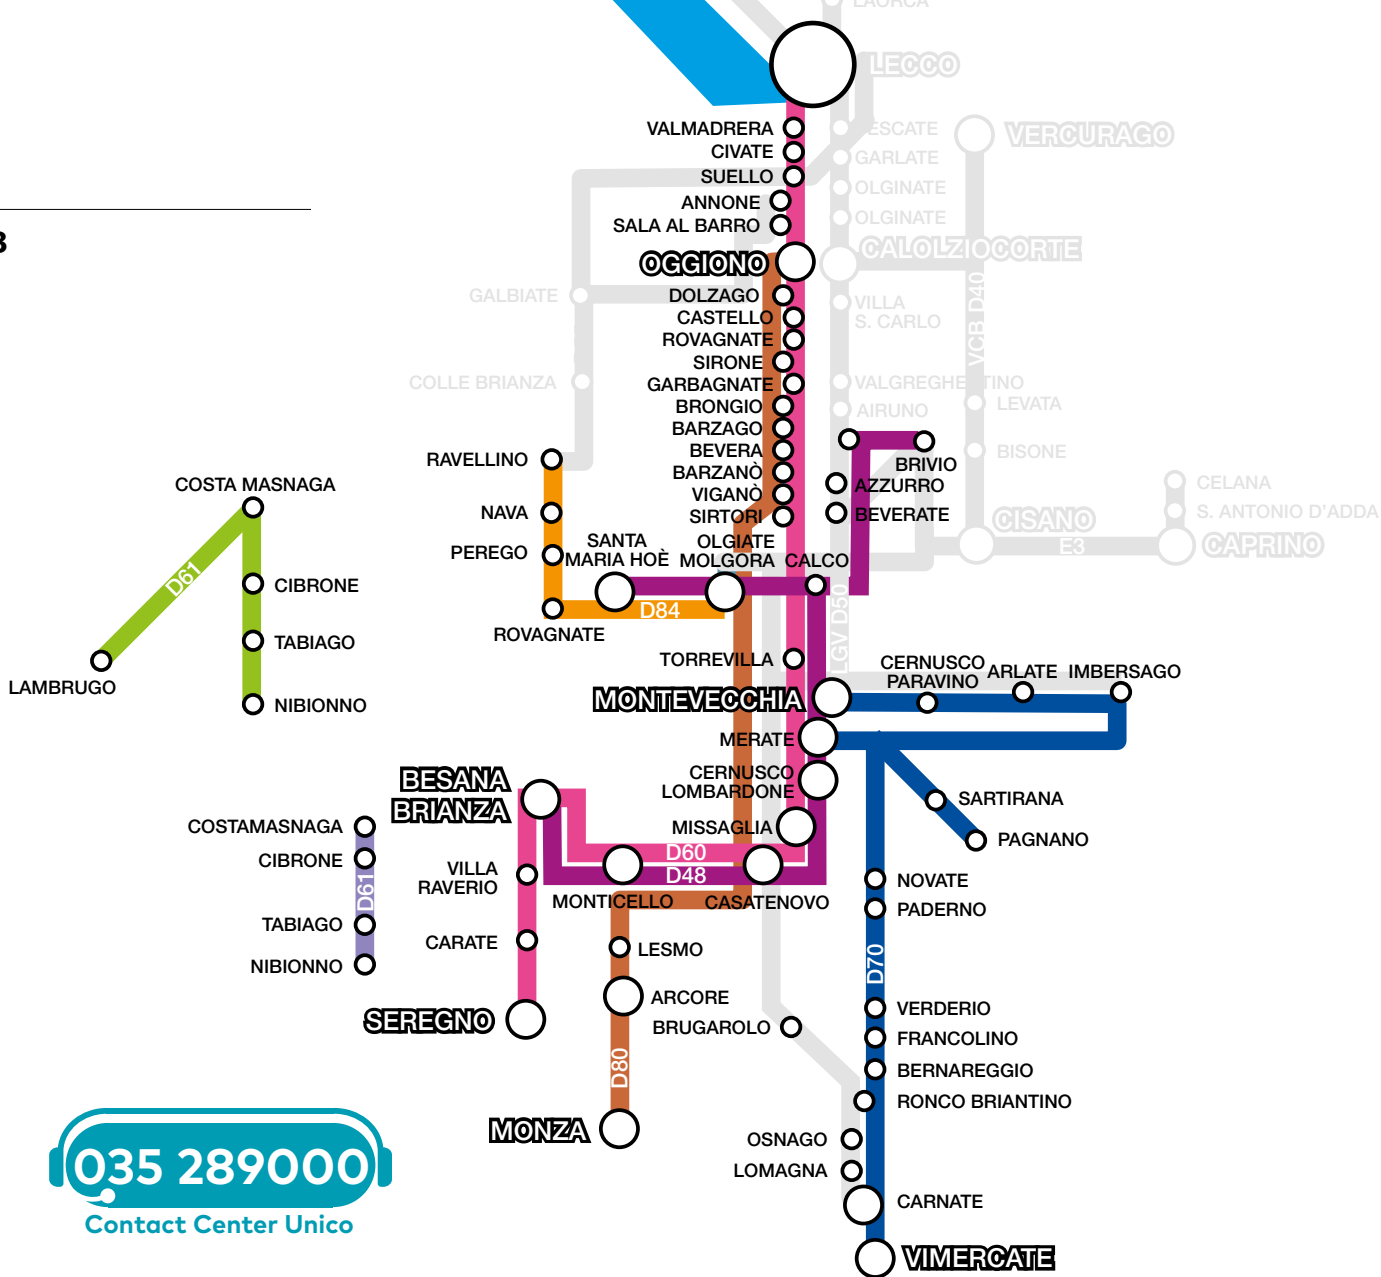 LAORCA
LECCO
VALMADRERA
ESCATE
VERCURAGO
CIVATE
GARLATE
SUELLO
OLGINATE
ANNONE
OLGINATE
SALA AL BARRO
CALOLZIOCORTE
OGGIONO
GALBIATE
DOLZAGO
VILLA
S. CARLO
VCB D40
CASTELLO
ROVAGNATE
SIRONE
COLLE BRIANZA
GARBAGNATE
VALGREGHENTINO
BRONGIO
AIRUNO
LEVATA
BARZAGO
BEVERA
BISONE
RAVELLINO
BARZANÒ
BRIVIO
COSTA MASNAGA
VIGANÒ
AZZURRO
CELANA
NAVA
SIRTORI
BEVERATE
CISANO
S. ANTONIO D'ADDA
PEREGO
SANTA
MARIA HOÈ
OLGIATE
MOLGORA
CALCO
E3
CAPRINO
D61
CIBRONE
D84
ROVAGNATE
LGV D50
TABIAGO
TORREVILLA
CERNUSCO
PARAVINO
ARLATE
IMBERSAGO
LAMBRUGO
NIBIONNO
MONTEVECCHIA
MERATE
BESANA
BRIANZA
CERNUSCO
LOMBARDONE
SARTIRANA
COSTAMASNAGA
MISSAGLIA
PAGNANO
CIBRONE
D60
VILLA
RAVERIO
D48
NOVATE
D61
MONTICELLO
CASATENOVO
PADERNO
TABIAGO
CARATE
LESMO
D70
NIBIONNO
ARCORE
VERDERIO
SEREGNO
BRUGAROLO
FRANCOLINO
D80
BERNAREGGIO
RONCO BRIANTINO
MONZA
OSNAGO
035 289000
LOMAGNA
Contact Center Unico
CARNATE
VIMERCATE